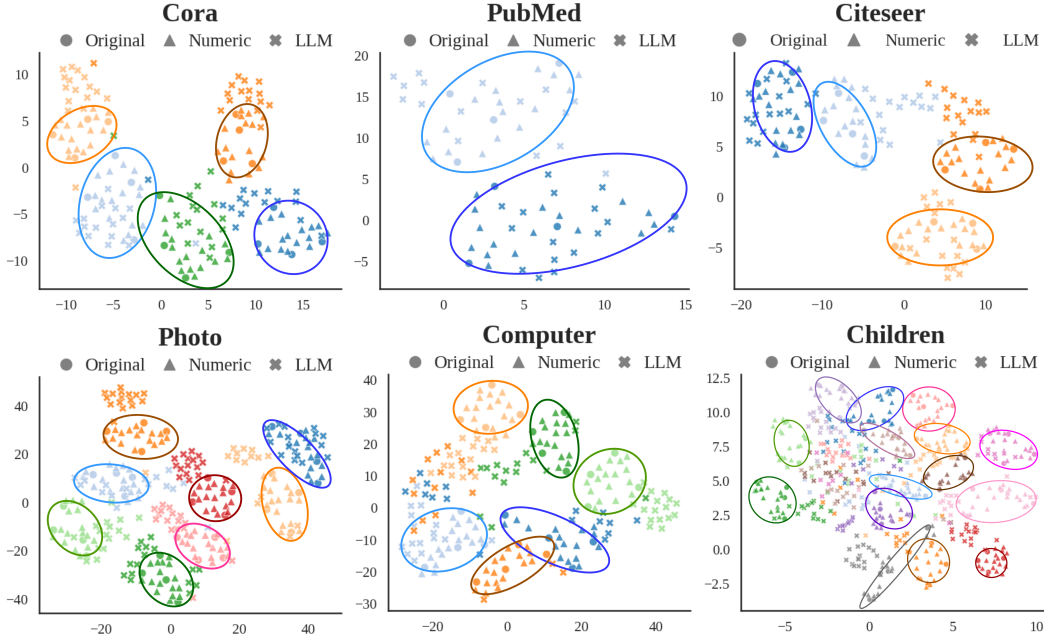 Cora
Original Numeric LLM
10
5
0
−5
−10
−10 −5 0 5 10 15
PubMed
Original Numeric LLM
20
15
10
5
0
−5
0 5 10 15
Citeseer
Original Numeric LLM
10
5
0
−5
−20 −10 0 10
Photo
Original Numeric LLM
40
20
0
−20
−40
−20 0 20 40
Computer
Original Numeric LLM
40
30
20
10
0
−10
−20
−30
−20 0 20 40
Children
Original Numeric LLM
12.5
10.0
7.5
5.0
2.5
0.0
−2.5
−5 0 5 10